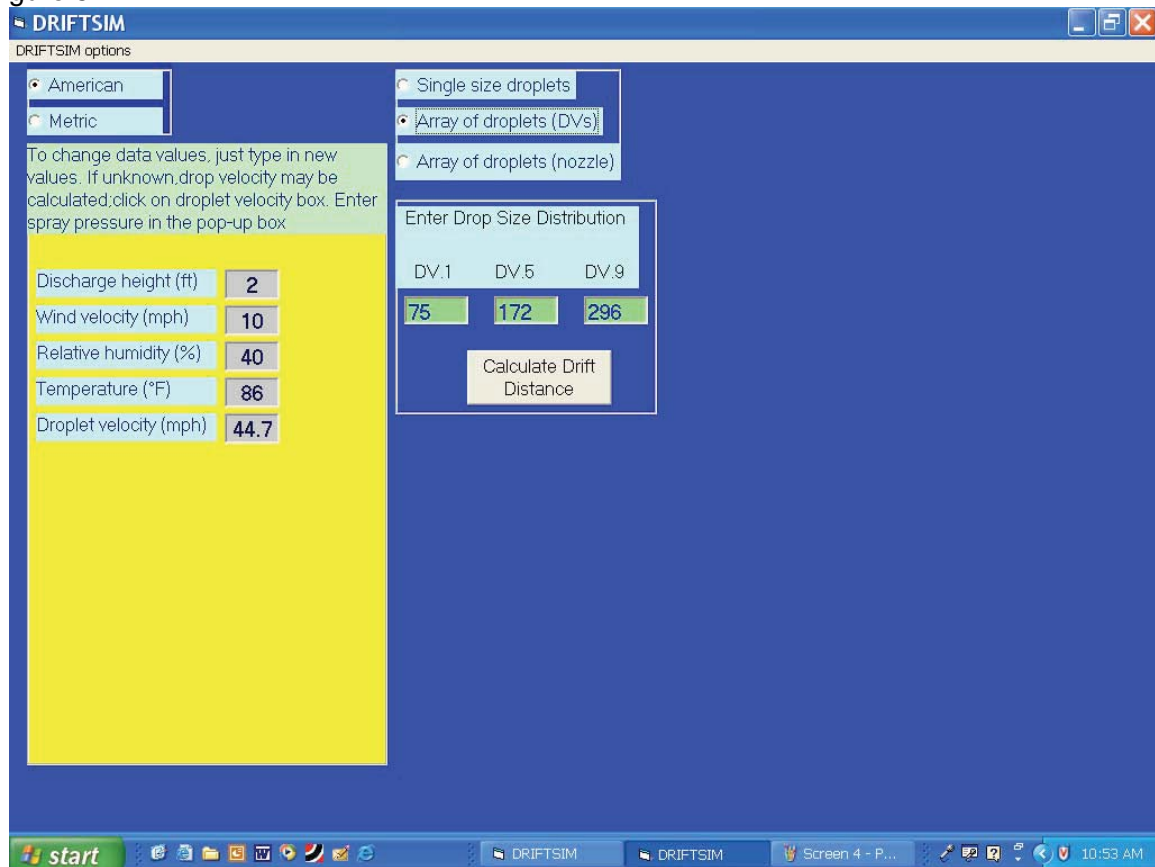 DRIFTSIM
DRIFTSIM options
American
Metric
To change data values, just type in new
values. If unknown,drop velocity may be
calculated;click on droplet velocity box. Enter
spray pressure in the pop-up box
Discharge height (ft) 2
Wind velocity (mph) 10
Relative humidity (%) 40
Temperature (°F) 86
Droplet velocity (mph) 44.7
Single size droplets
Array of droplets (DVs)
Array of droplets (nozzle)
Enter Drop Size Distribution
DV.1 DV.5 DV.9
75 172 296
Calculate Drift
Distance
start DRIFTSIM DRIFTSIM Screen 4 - P... 10:53 AM